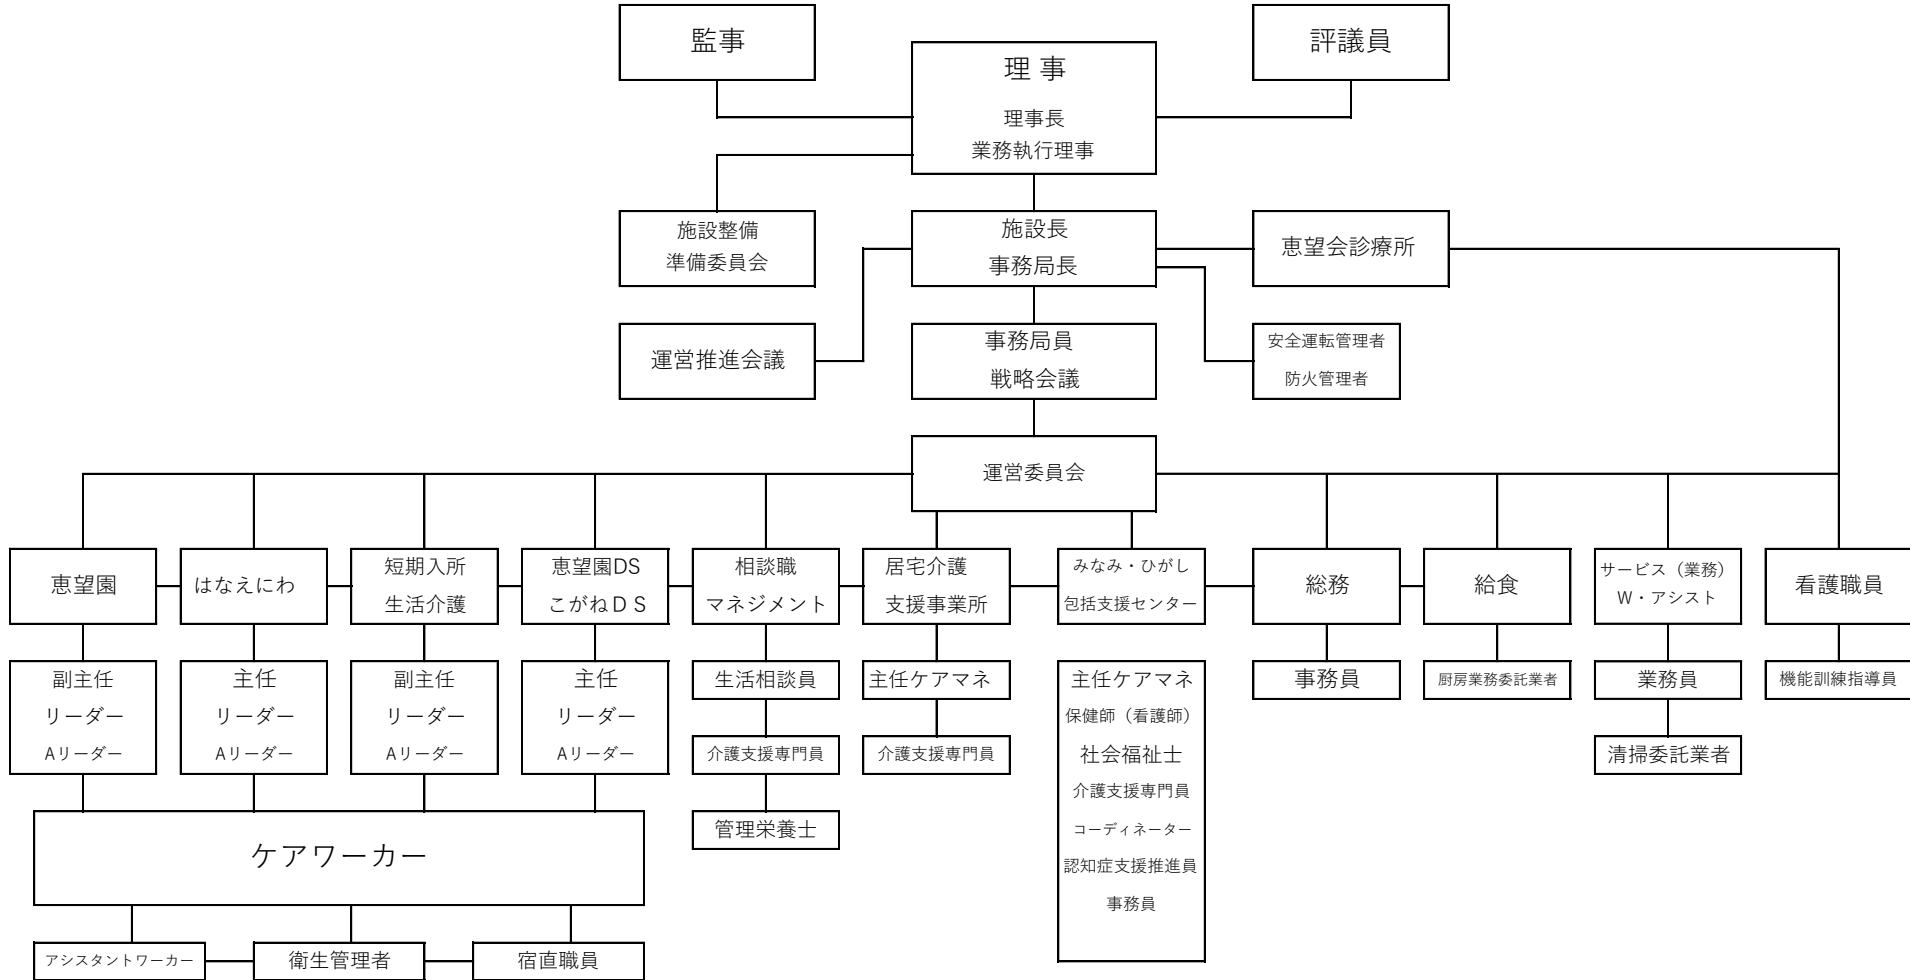 監事
評議員
理 事
理事長
業務執行理事
施設整備
準備委員会
施設長
事務局長
恵望会診療所
運営推進会議
事務局員
戦略会議
安全運転管理者
防火管理者
運営委員会
恵望園
はなえにわ
短期入所
生活介護
恵望園DS
こがねDS
相談職
マネジメント
居宅介護
支援事業所
みなみ・ひがし
包括支援センター
総務
給食
サービス（業務）
W・アシスト
看護職員
副主任
リーダー
Aリーダー
主任
リーダー
Aリーダー
副主任
リーダー
Aリーダー
主任
リーダー
Aリーダー
生活相談員
介護支援専門員
管理栄養士
主任ケアマネ
介護支援専門員
主任ケアマネ
保健師（看護師）
社会福祉士
介護支援専門員
コーディネーター
認知症支援推進員
事務員
事務員
厨房業務委託業者
業務員
清掃委託業者
機能訓練指導員
ケアワーカー
アシスタントワーカー
衛生管理者
宿直職員